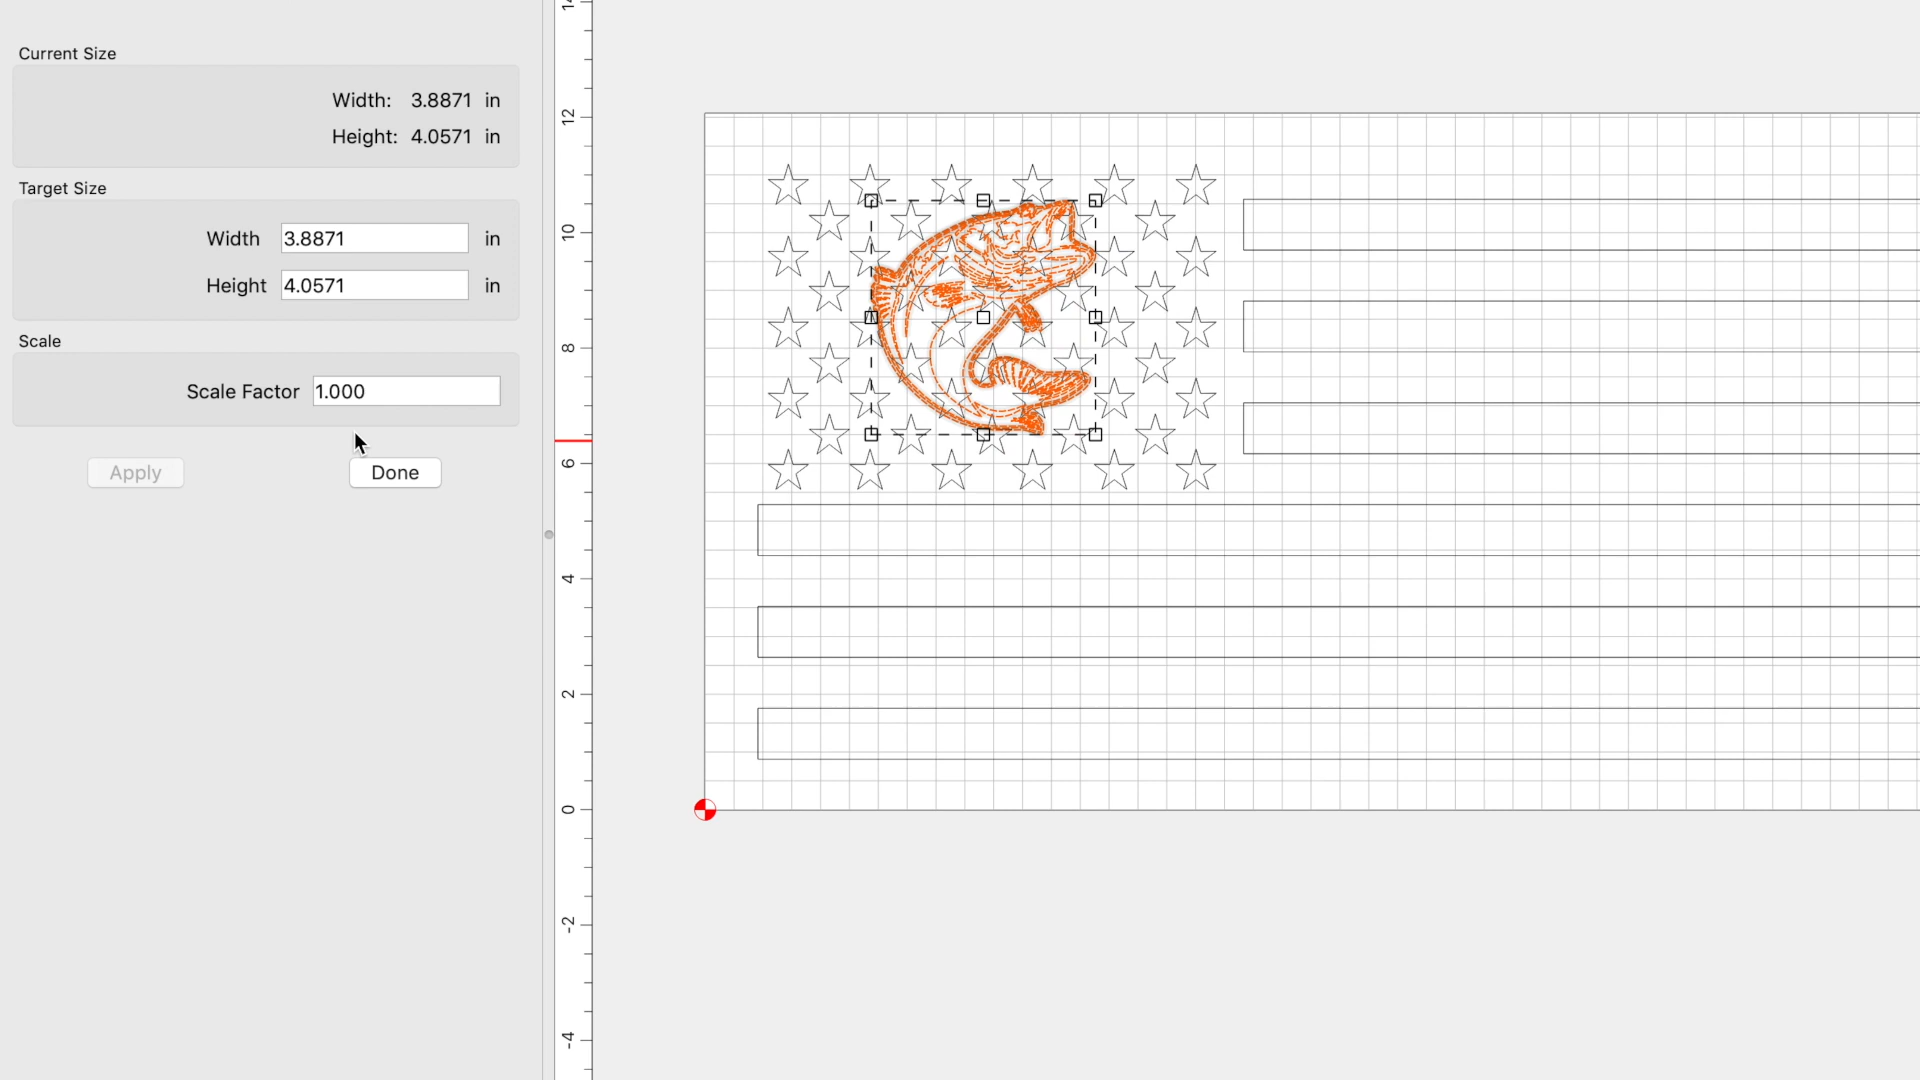 Current Size
Width: 3.8871 in
Height: 4.0571 in
Target Size
Width 3.8871 in
Height 4.0571 in
Scale
Scale Factor 1.000
Apply Done
14
12
10
8
6
4
2
0
-2
-4